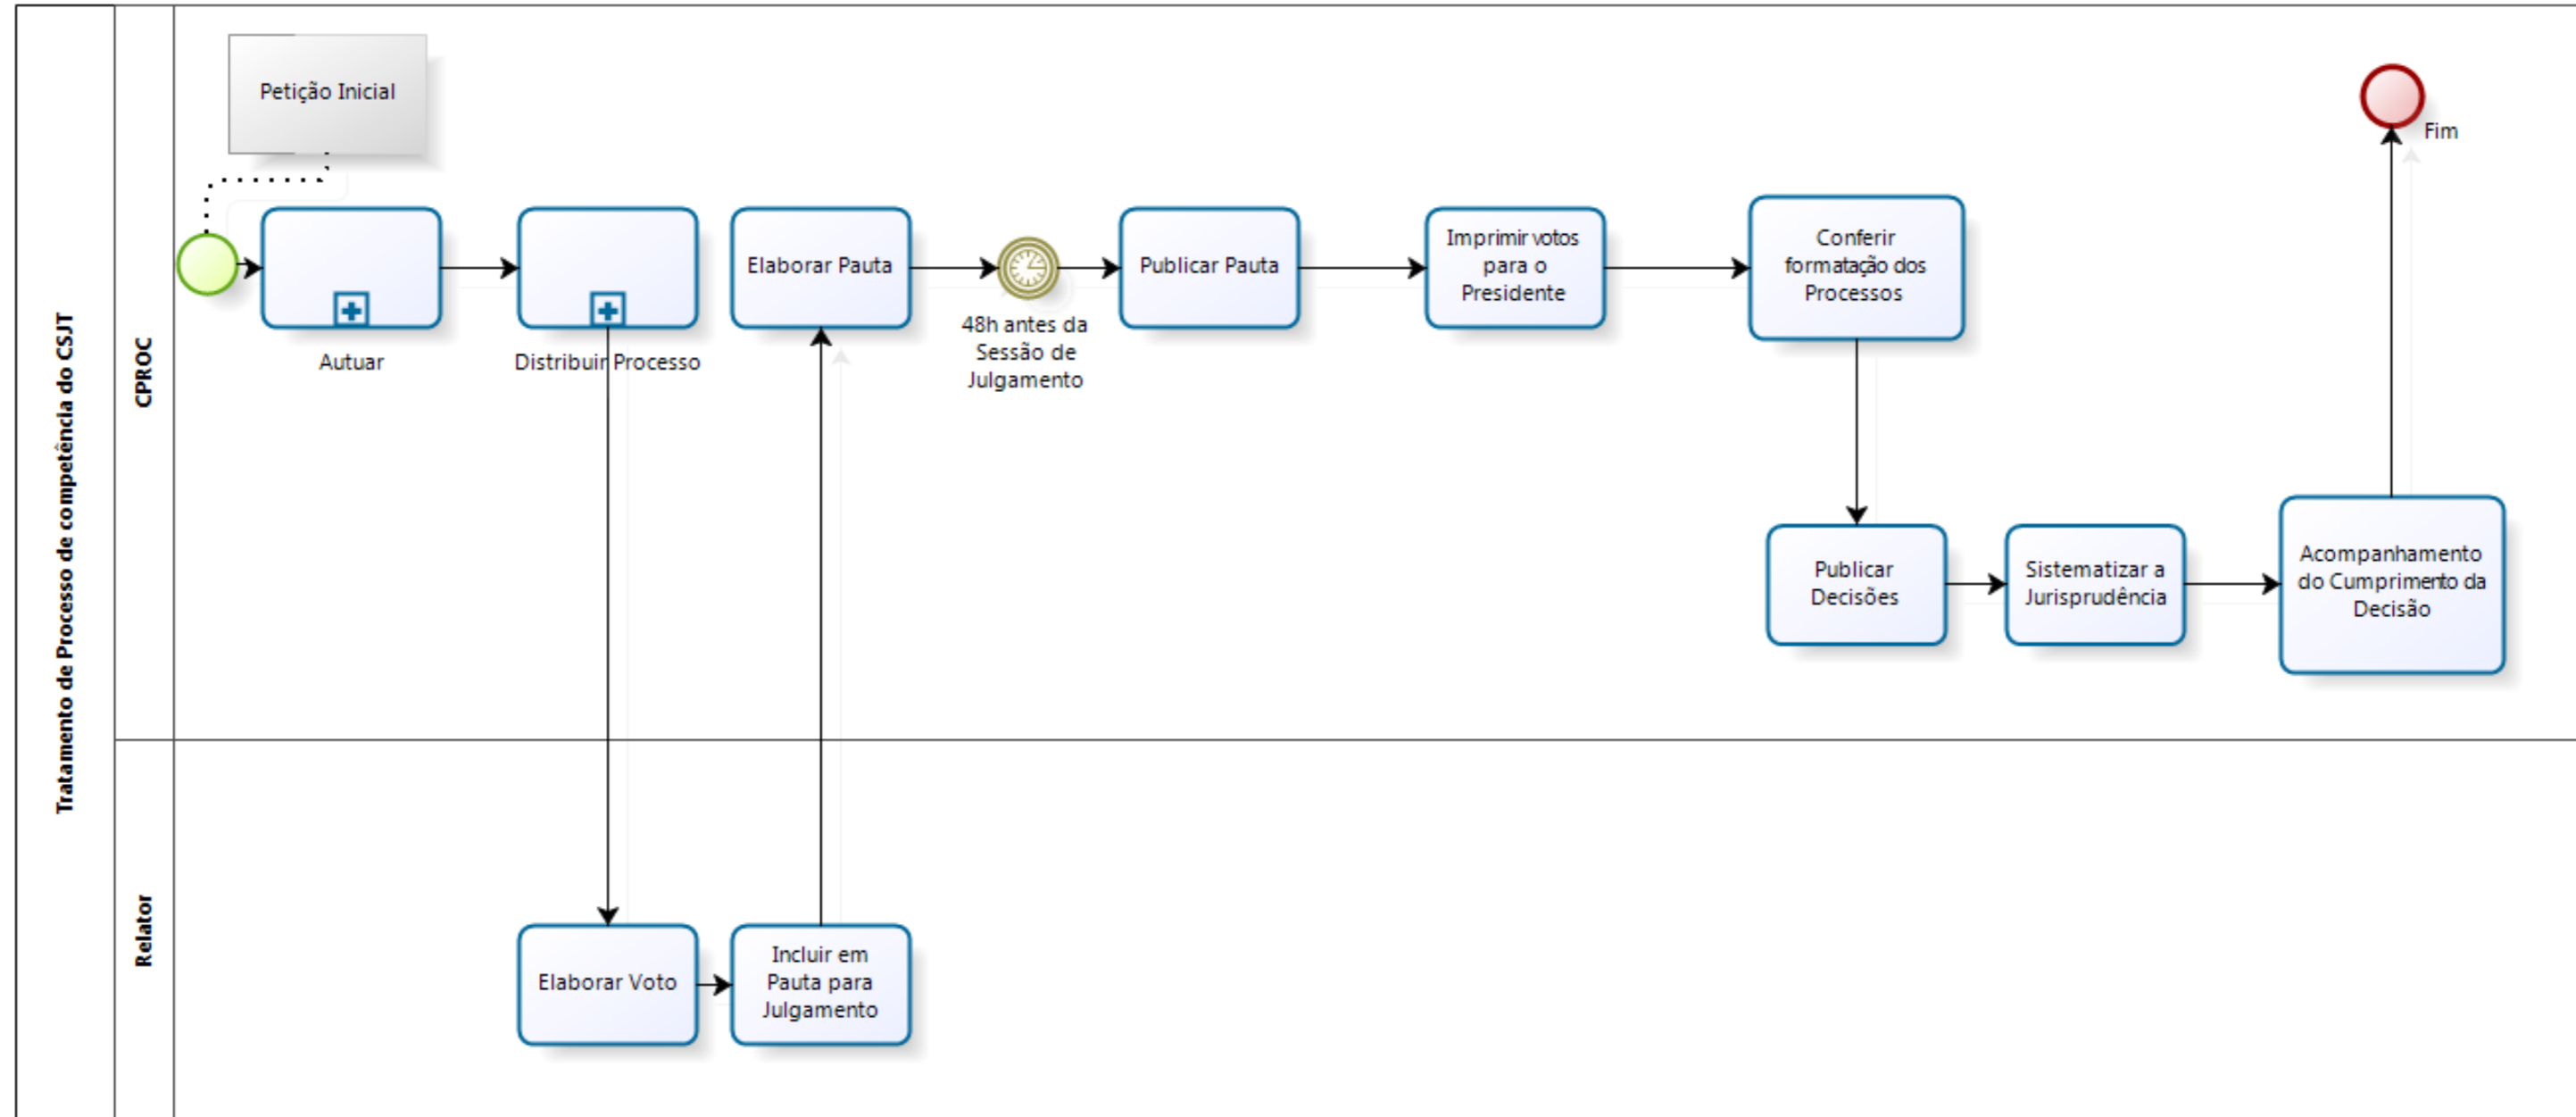 Tratamento de Processo de competência do CSJT
CPROC
Petição Inicial
Autuar
Distribuir Processo
Elaborar Pauta
48h antes da
Sessão de
Julgamento
Publicar Pauta
Imprimir votos
para o
Presidente
Conferir
formatação dos
Processos
Publicar
Decisões
Sistematizar a
Jurisprudência
Acompanhamento
do Cumprimento da
Decisão
Fim
Relator
Elaborar Voto
Incluir em
Pauta para
Julgamento